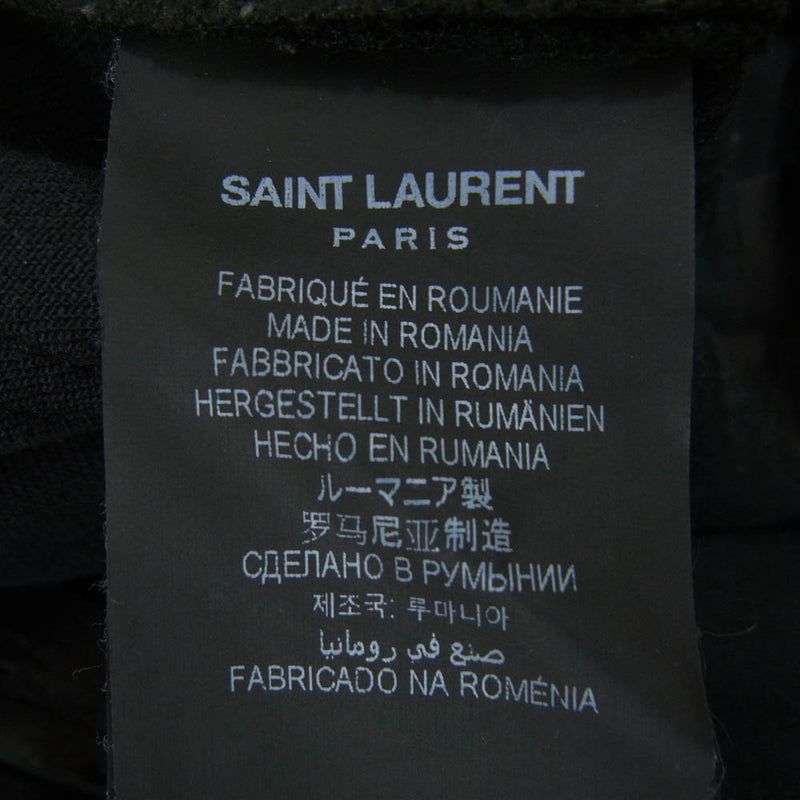 SAINT LAURENT
PARIS
FABRIQUÉ EN ROUMANIE
MADE IN ROMANIA
FABBRICATO IN ROMANIA
HERGESTELLT IN RUMÄNIEN
HECHO EN RUMANIA
ルーマニア製
罗马尼亚制造
СДЕЛАНО В РУМЫНИИ
제조국: 루마니아
صنع في رومانيا
FABRICADO NA ROMÉNIA